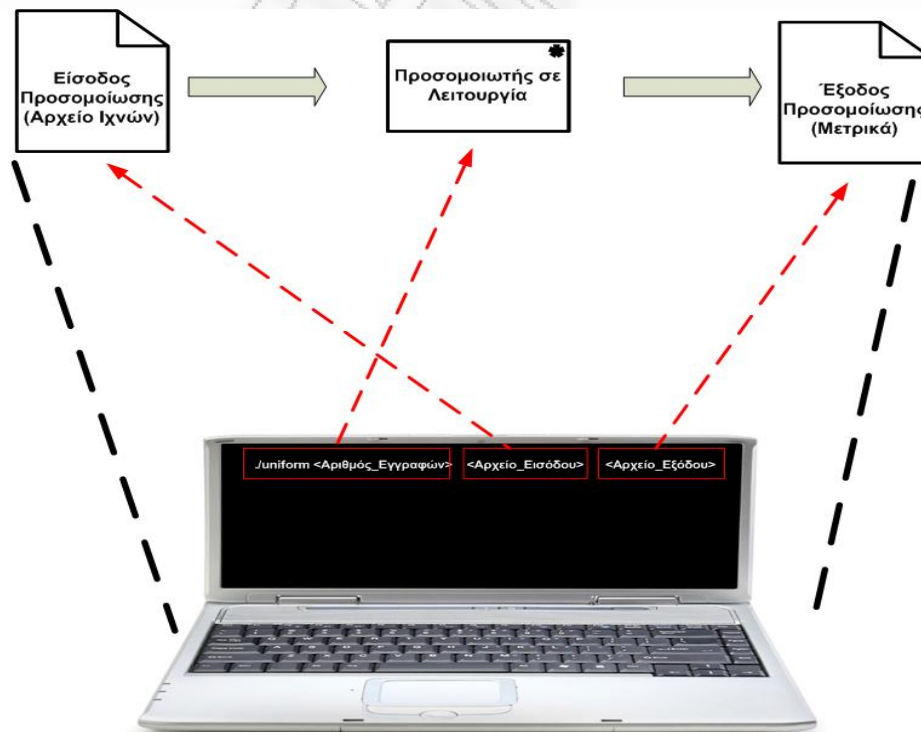 Είσοδος
Προσομοίωσης
(Αρχείο Ιχνών)
Προσομοιωτής σε
Λειτουργία
Έξοδος
Προσομοίωσης
(Μετρικά)
./uniform <Αριθμός_Εγγραφών> <Αρχείο_Εισόδου> <Αρχείο_Εξόδου>